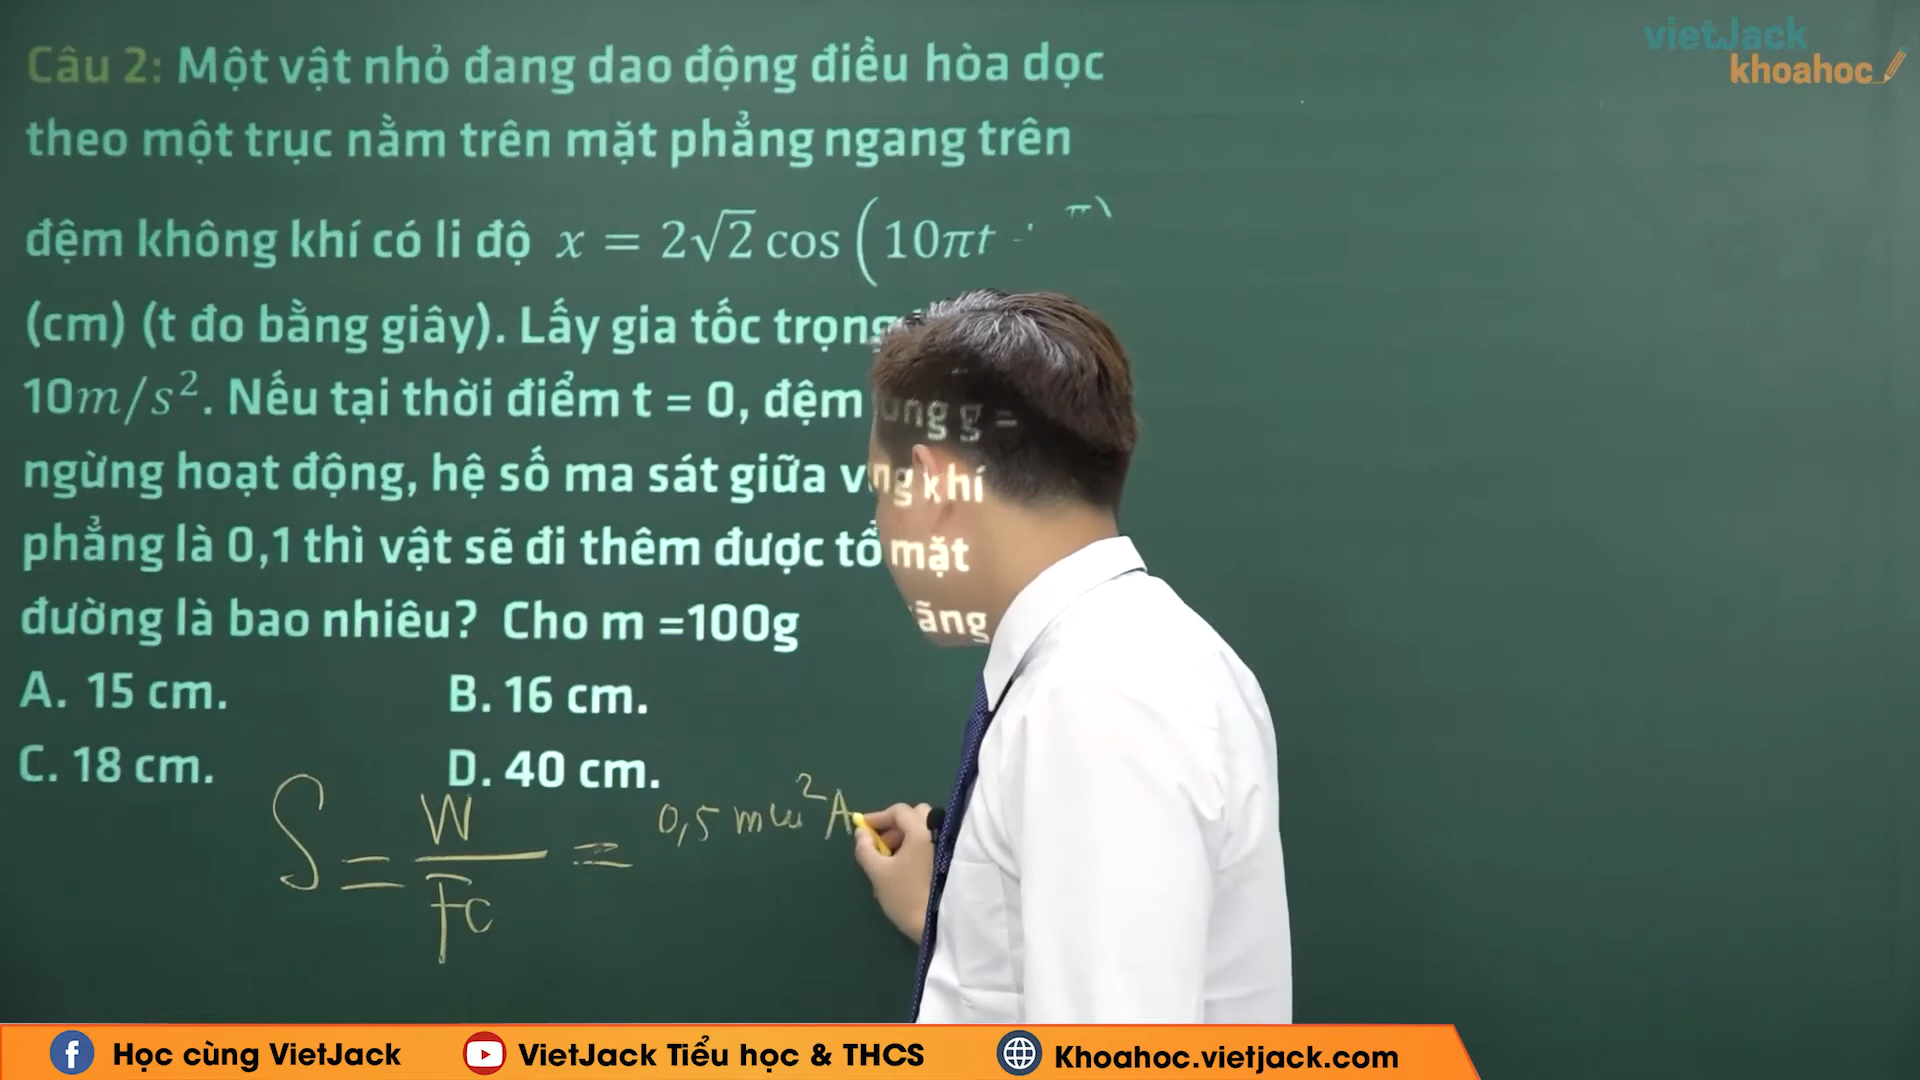 vietJack
khoahoc
Câu 2: Một vật nhỏ đang dao động điều hòa dọc
theo một trục nằm trên mặt phẳng ngang trên
đệm không khí có li độ x = 2√2 cos (10πt π)
(cm) (t đo bằng giây). Lấy gia tốc trọng
10m/s². Nếu tại thời điểm t = 0, đệm g =
ngừng hoạt động, hệ số ma sát giữa khí
phẳng là 0,1 thì vật sẽ đi thêm được mặt
đường là bao nhiêu? Cho m =100g
A. 15 cm. B. 16 cm.
C. 18 cm. D. 40 cm.
S = W/Fc = 0,5 mω² A
Học cùng VietJack
VietJack Tiểu học & THCS
Khoahoc.vietjack.com